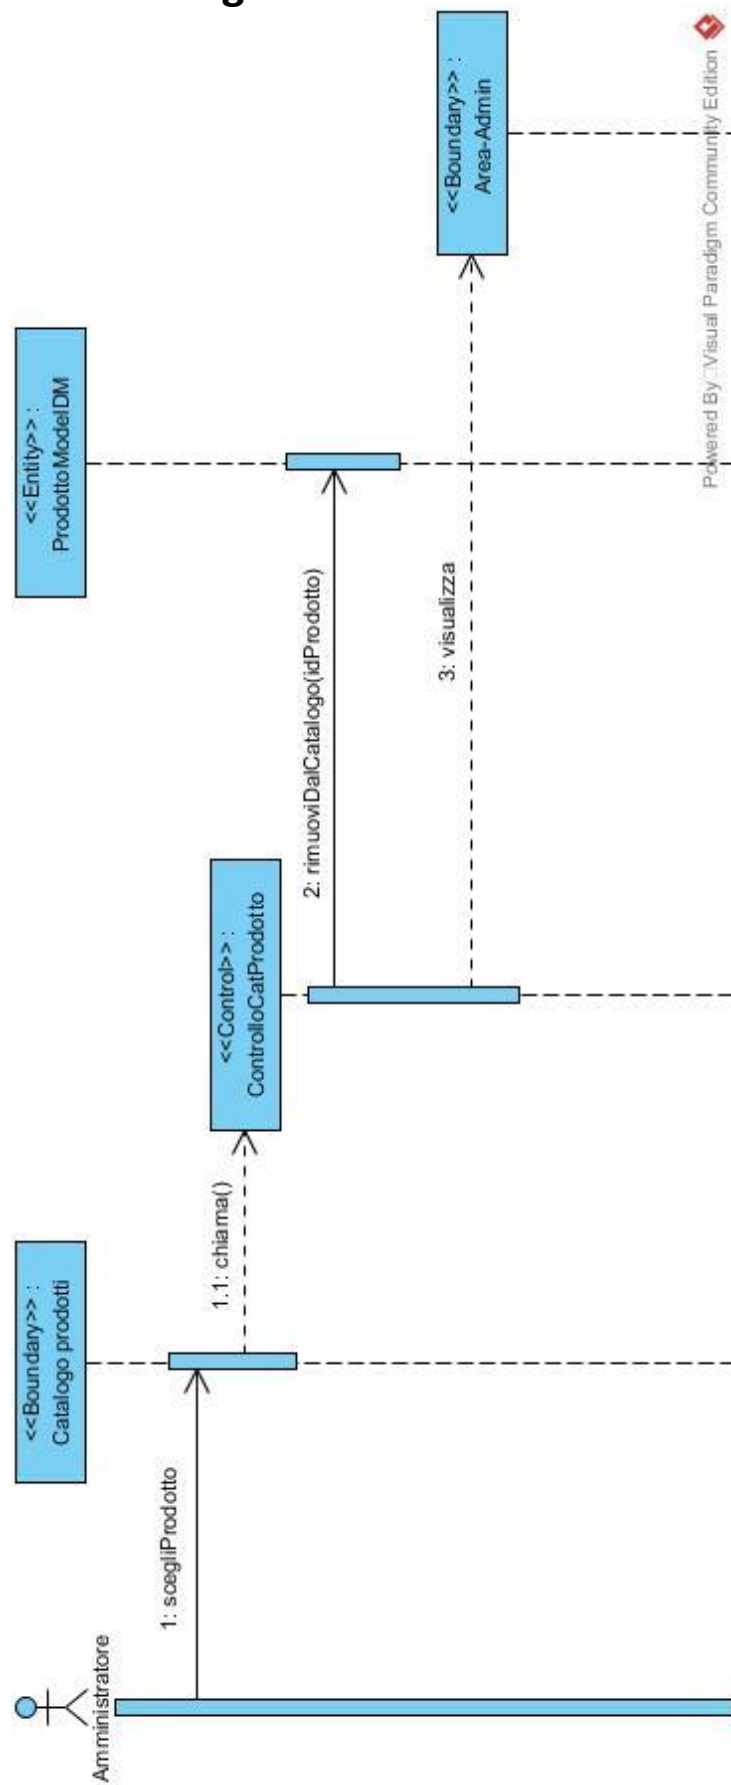 g
Amministratore
<<Boundary>> :
Catalogo prodotti
<<Control>> :
ControlloCatProdotto
<<Entity>> :
ProdottoModelDM
<<Boundary>> :
Area-Admin
1: scegliProdotto
1.1: chiama()
2: rimuoviDalCatalogo(idProdotto)
3: visualizza
Powered By Visual Paradigm Community Edition